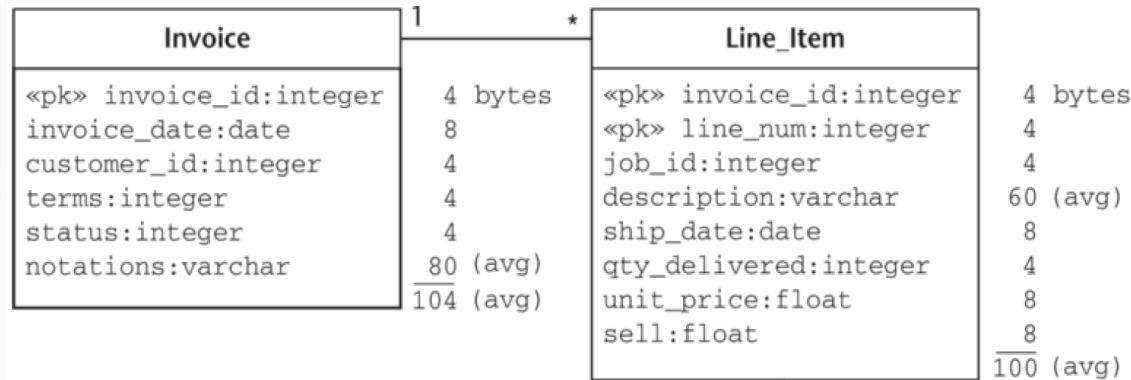 Invoice
1
*
Line_Item
«pk» invoice_id:integer 4 bytes
invoice_date:date 8
customer_id:integer 4
terms:integer 4
status:integer 4
notations:varchar 80 (avg)
104 (avg)
«pk» invoice_id:integer 4 bytes
«pk» line_num:integer 4
job_id:integer 4
description:varchar 60 (avg)
ship_date:date 8
qty_delivered:integer 4
unit_price:float 8
sell:float 8
100 (avg)